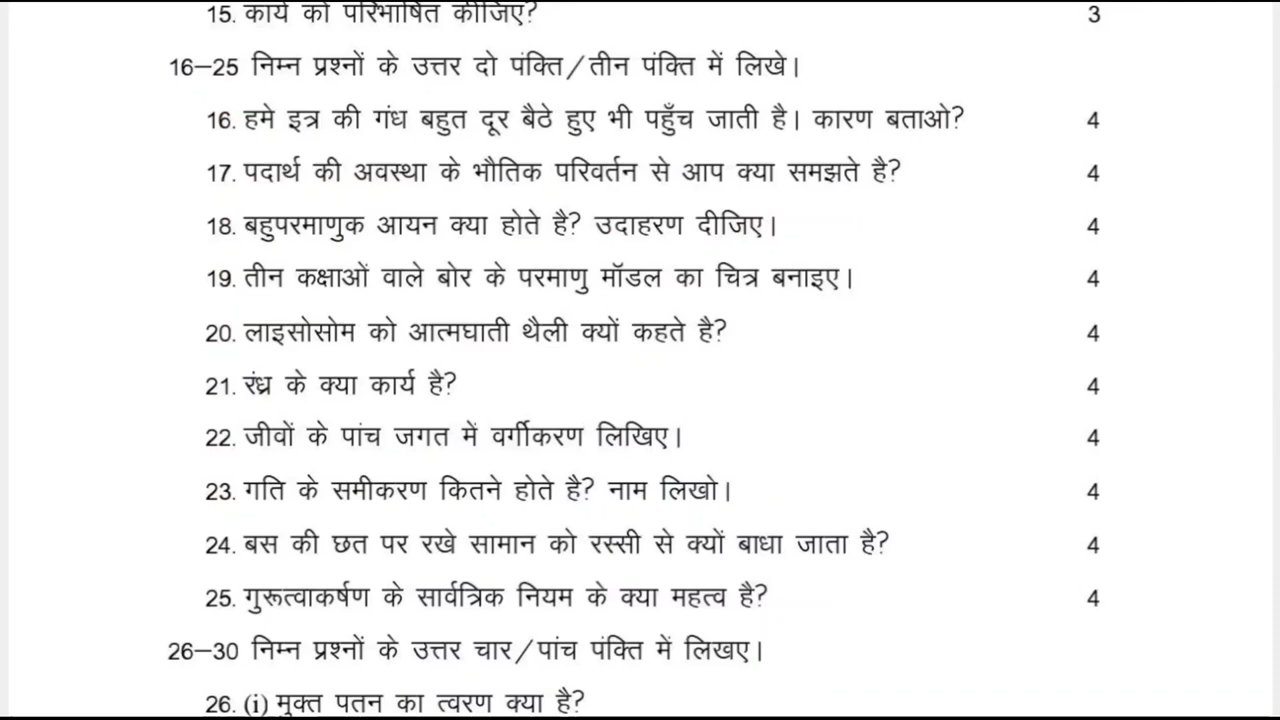 15. कार्य को परिभाषित कीजिए? 3
16–25 निम्न प्रश्नों के उत्तर दो पंक्ति/तीन पंक्ति में लिखे।
16. हमे इत्र की गंध बहुत दूर बैठे हुए भी पहुँच जाती है। कारण बताओ? 4
17. पदार्थ की अवस्था के भौतिक परिवर्तन से आप क्या समझते है? 4
18. बहुपरमाणुक आयन क्या होते है? उदाहरण दीजिए। 4
19. तीन कक्षाओं वाले बोर के परमाणु मॉडल का चित्र बनाइए। 4
20. लाइसोसोम को आत्मघाती थैली क्यों कहते है? 4
21. रंध्र के क्या कार्य है? 4
22. जीवों के पांच जगत में वर्गीकरण लिखिए। 4
23. गति के समीकरण कितने होते है? नाम लिखो। 4
24. बस की छत पर रखे सामान को रस्सी से क्यों बाधा जाता है? 4
25. गुरूत्वाकर्षण के सार्वत्रिक नियम के क्या महत्व है? 4
26–30 निम्न प्रश्नों के उत्तर चार/पांच पंक्ति में लिखए।
26. (i) मुक्त पतन का त्वरण क्या है?